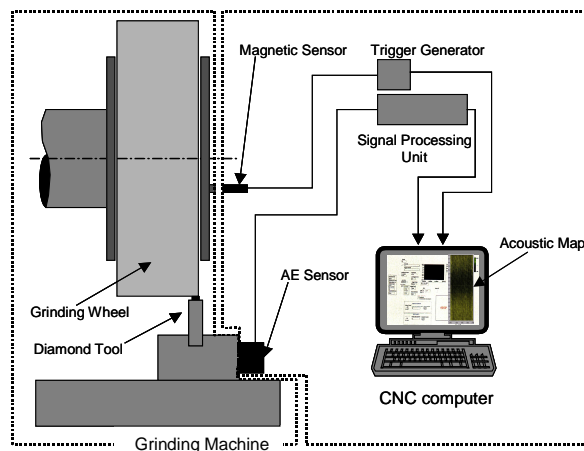 Magnetic Sensor
Trigger Generator
Signal Processing
Unit
Acoustic Map
AE Sensor
Grinding Wheel
Diamond Tool
CNC computer
Grinding Machine